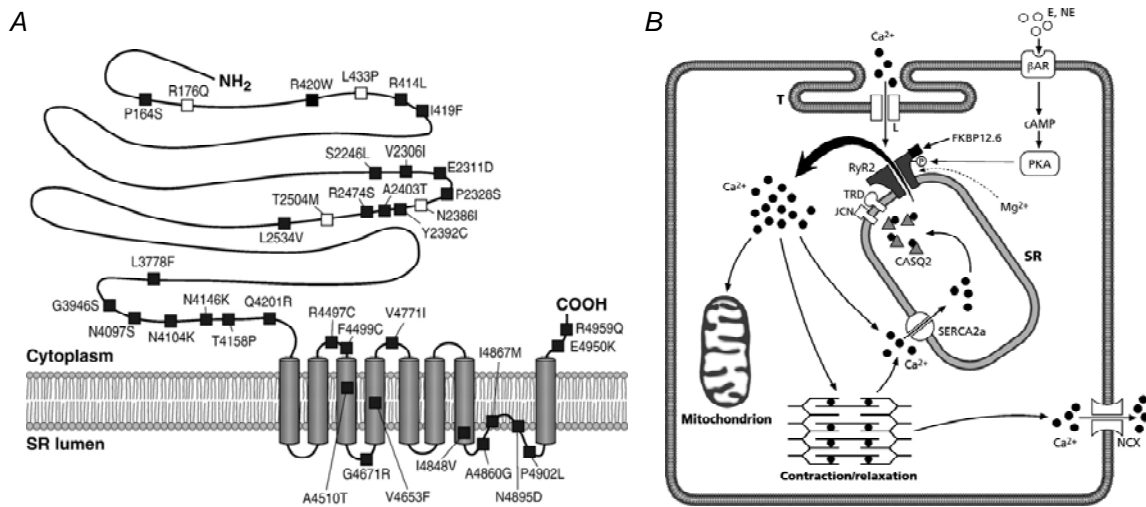 A
NH2
P164S
R176Q
R420W
L433P
R414L
I419F
S2246L
V2306I
E2311D
P2328S
T2504M
R2474S
A2403T
N2386I
Y2392C
L2534V
L3778F
G3946S
N4097S
N4104K
N4146K
T4158P
Q4201R
R4497C
F4499C
V4771I
I4867M
COOH
R4959Q
E4950K
Cytoplasm
SR lumen
A4510T
G4671R
V4653F
I4848V
A4860G
N4895D
P4902L
B
E, NE
Ca2+
βAR
T
L
cAMP
FKBP12.6
RyR2
P
PKA
Ca2+
TRD
JCN
Mg2+
CASQ2
SR
SERCA2a
Ca2+
Mitochondrion
Ca2+
NCX
Contraction/relaxation